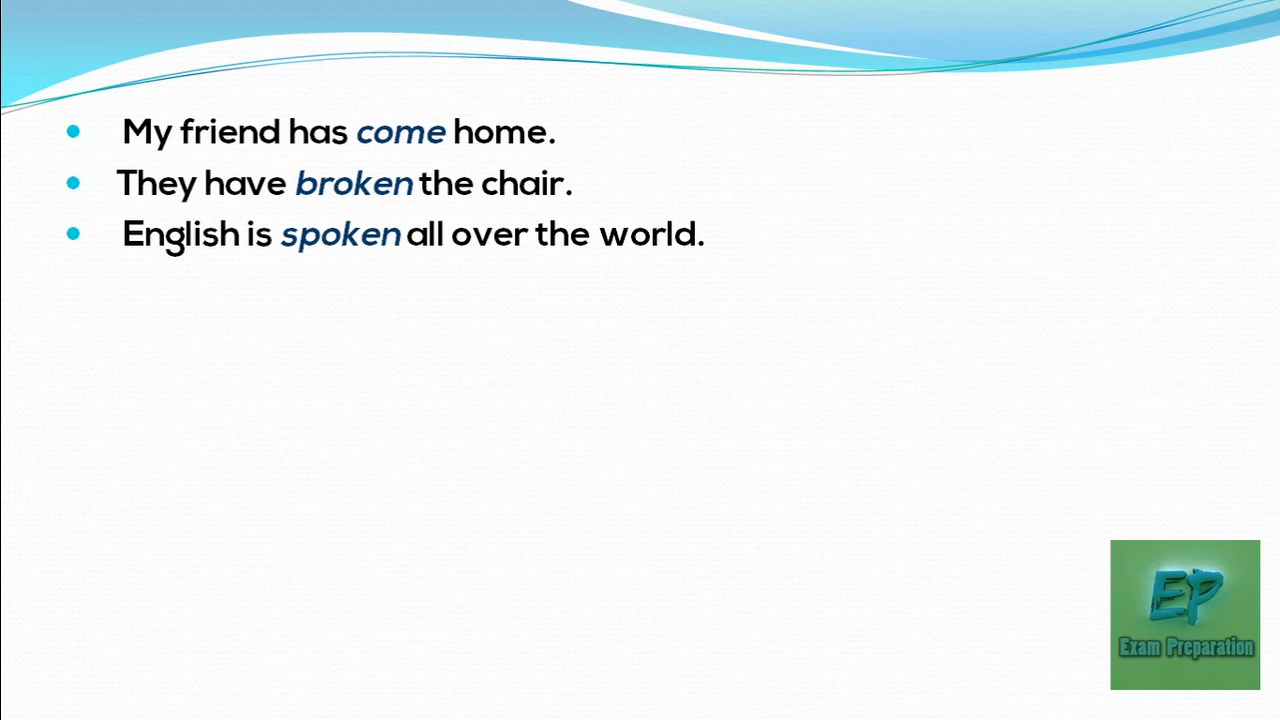 My friend has come home.
They have broken the chair.
English is spoken all over the world.
EP
Exam Preparation